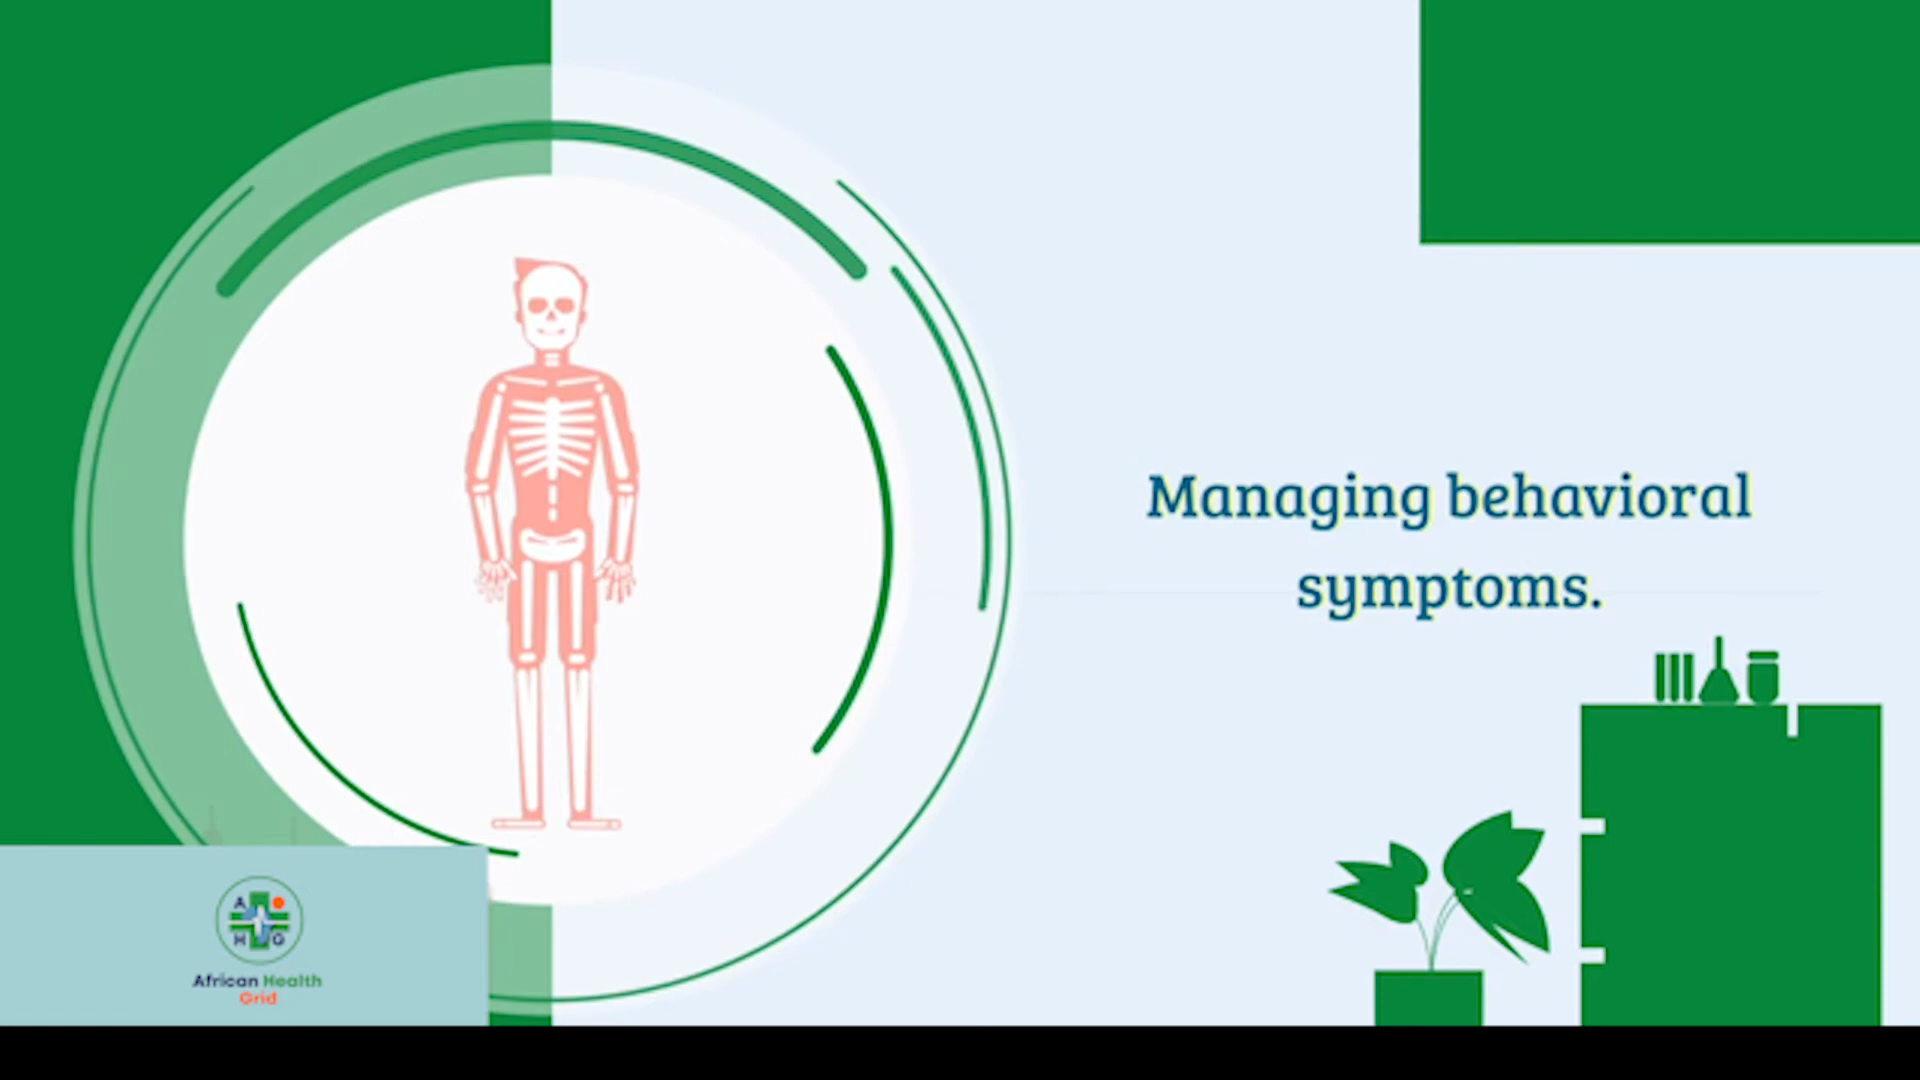 Managing behavioral
symptoms.
A
H G
African Health
Grid